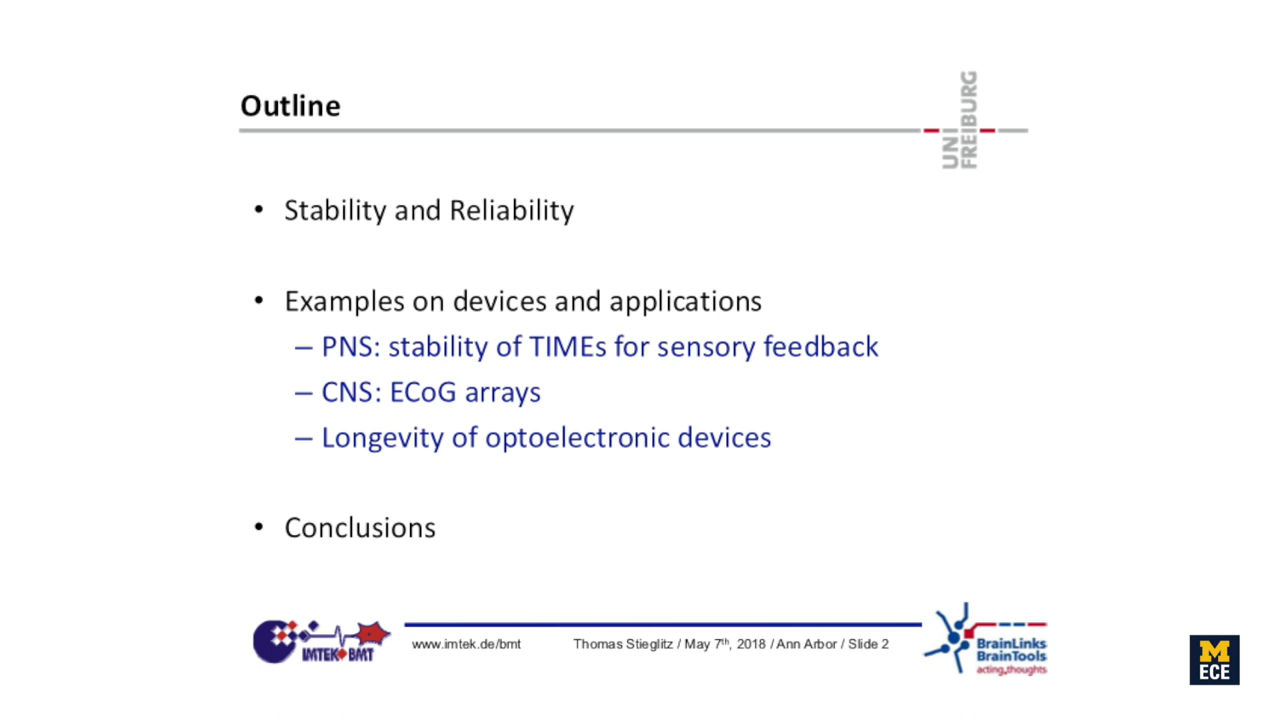 Outline
UNI
FREIBURG
• Stability and Reliability
• Examples on devices and applications
– PNS: stability of TIMEs for sensory feedback
– CNS: ECoG arrays
– Longevity of optoelectronic devices
• Conclusions
IMTEK BMT
www.imtek.de/bmt
Thomas Stieglitz / May 7th, 2018 / Ann Arbor / Slide 2
BrainLinks
BrainTools
acting.thoughts
M
ECE